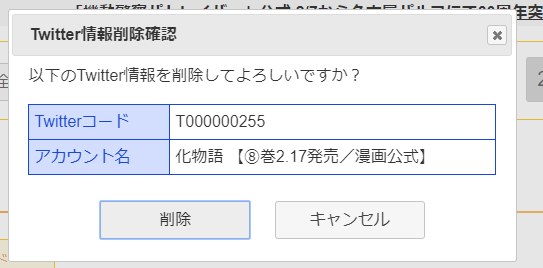 Twitter情報削除確認
以下のTwitter情報を削除してよろしいですか？
Twitterコード T000000255
アカウント名 化物語 【⑧巻2.17発売／漫画公式】
削除 キャンセル